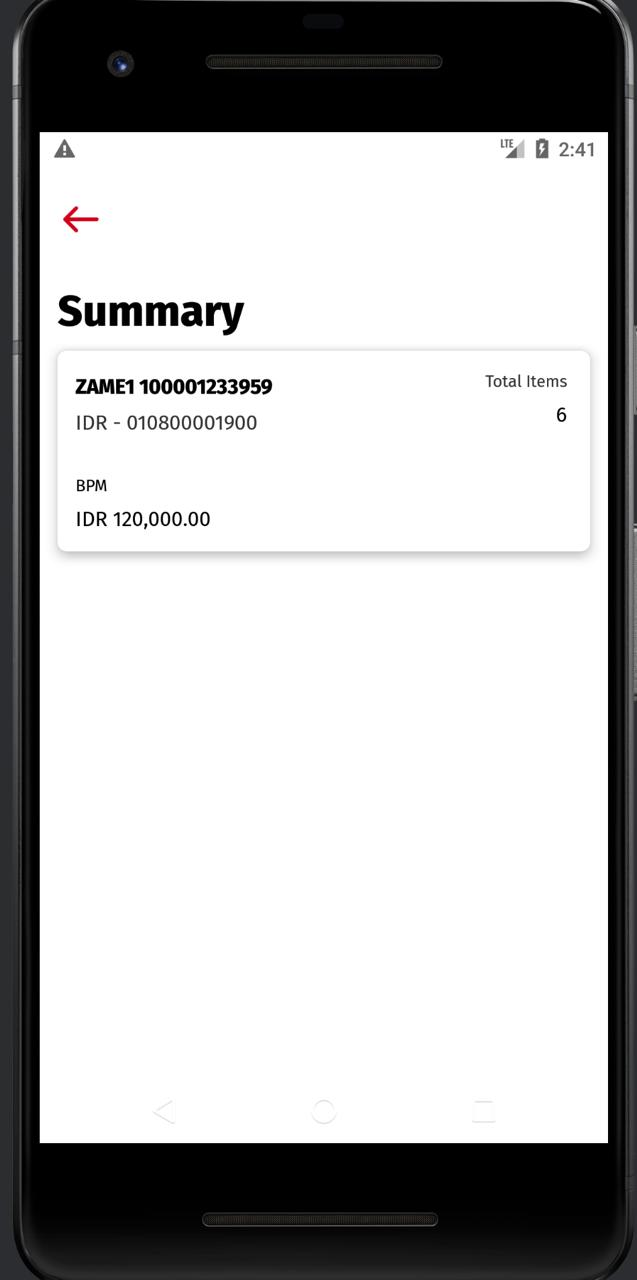 LTE 2:41
Summary
ZAME1 100001233959
Total Items
IDR - 010800001900
6
BPM
IDR 120,000.00